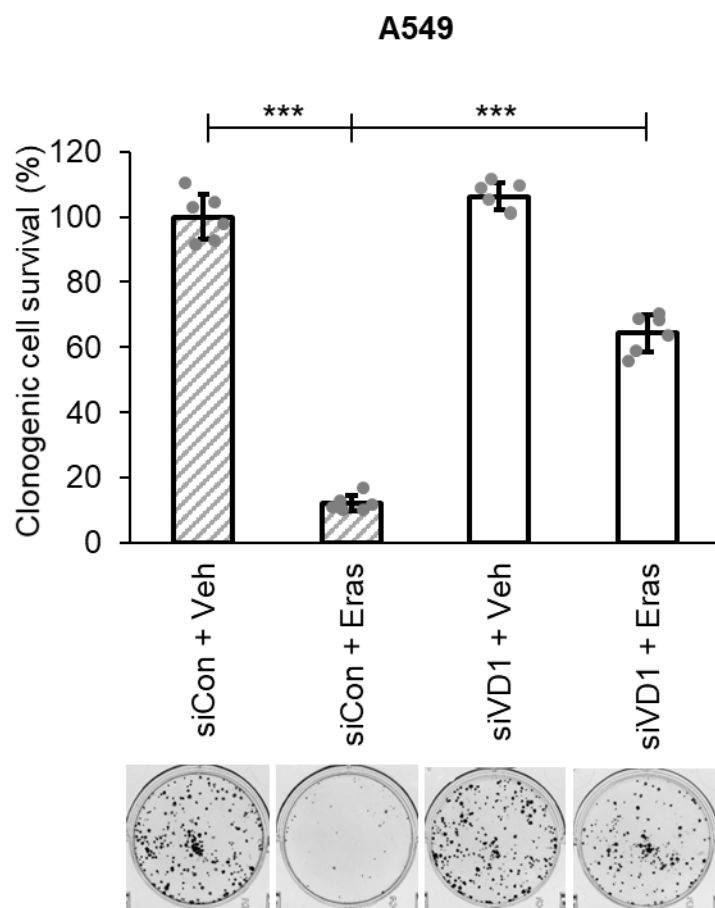 A549
***
***
Clonogenic cell survival (%)
120
100
80
60
40
20
0
siCon + Veh
siCon + Eras
siVD1 + Veh
siVD1 + Eras